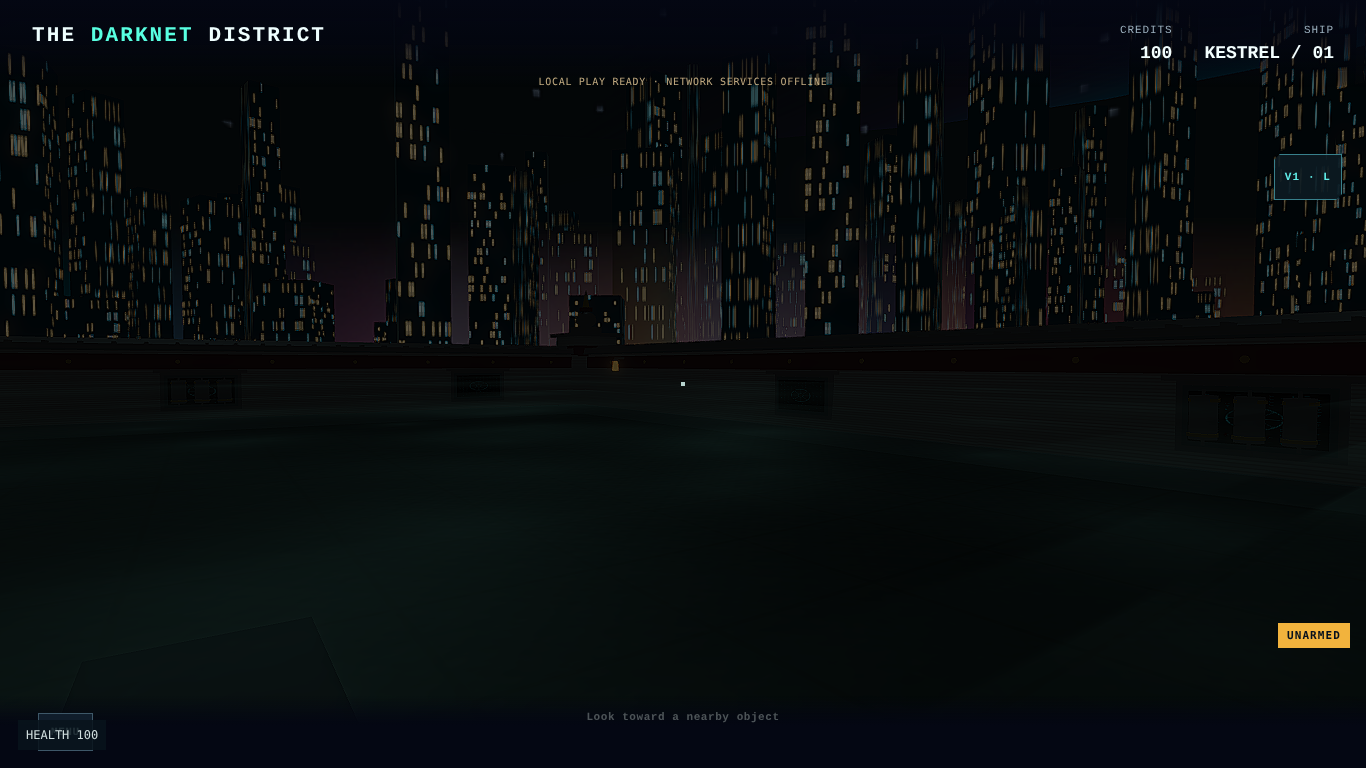 THE DARKNET DISTRICT
CREDITS
100
SHIP
KESTREL / 01
LOCAL PLAY READY · NETWORK SERVICES OFFLINE
V1 · L
UNARMED
Look toward a nearby object
HEALTH 100